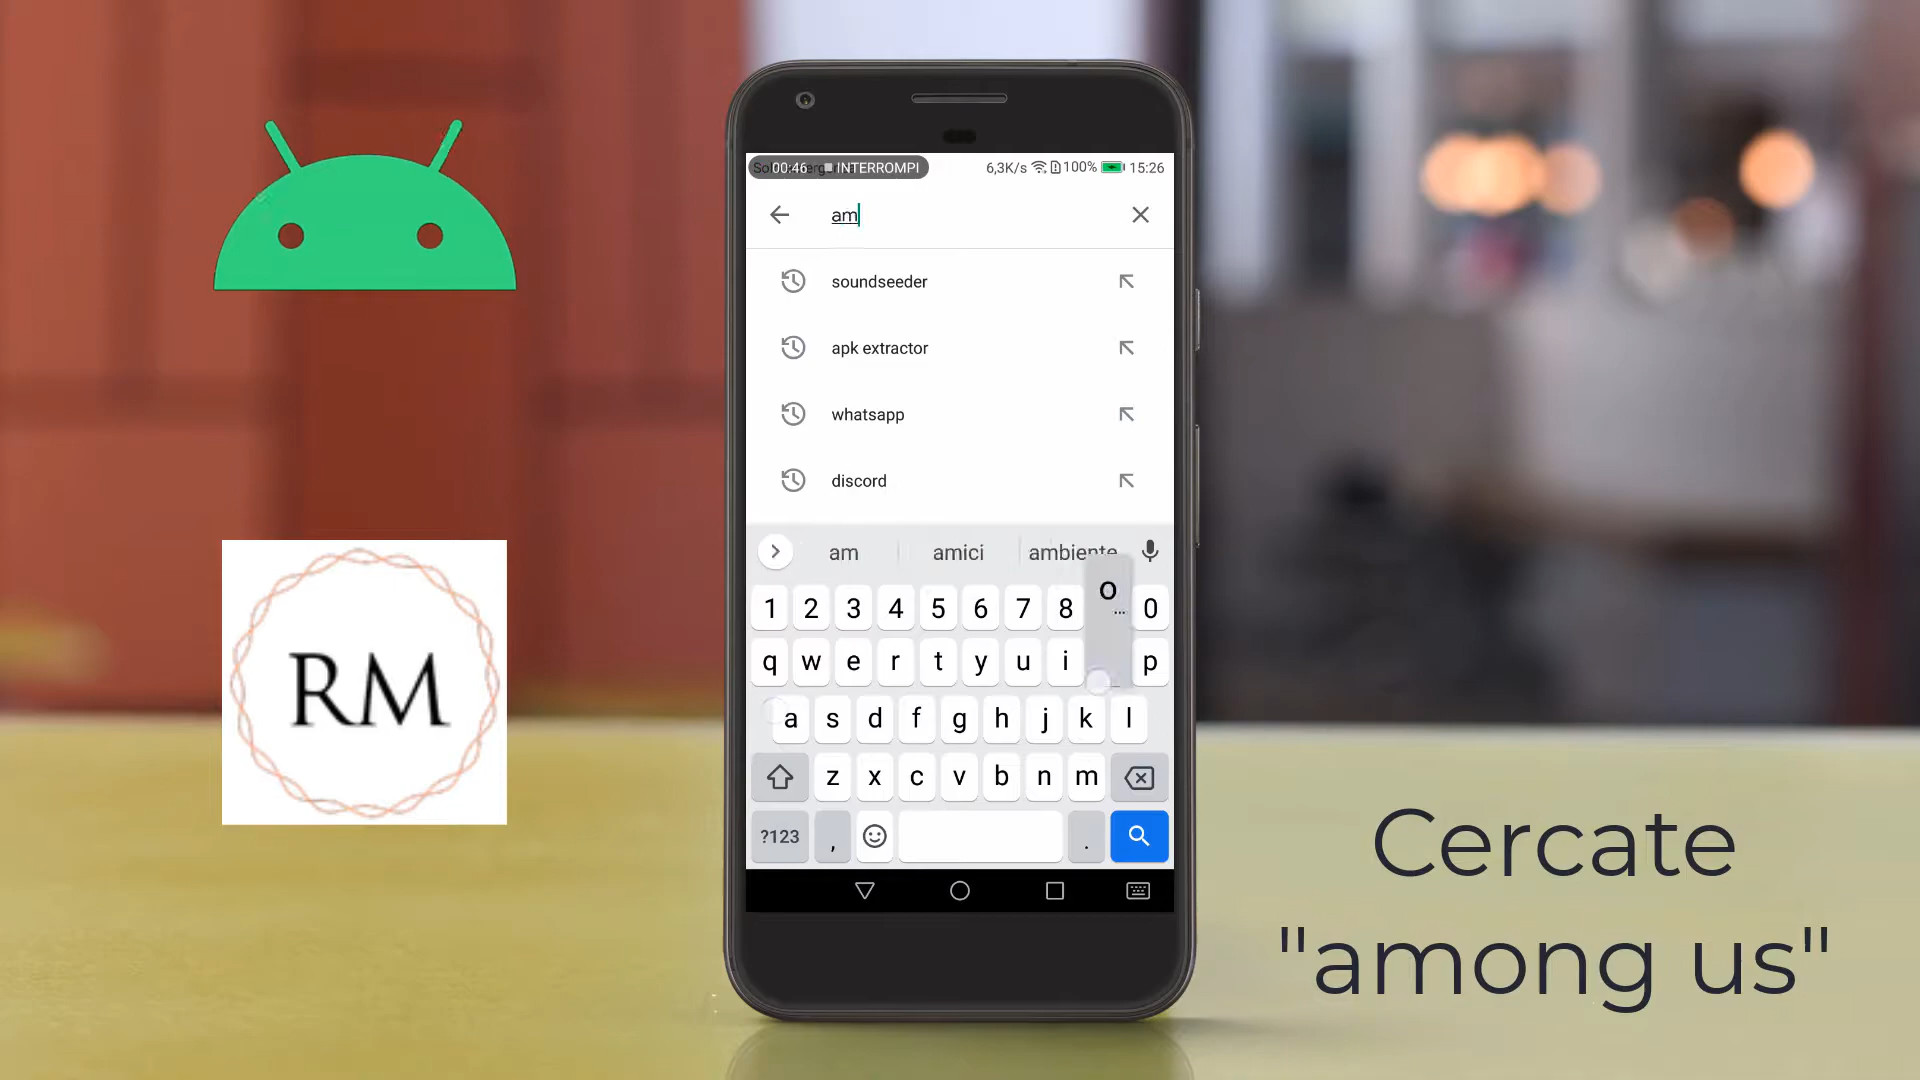 00:46 INTERROMPI 6,3K/s 100% 15:26
am
soundseeder
apk extractor
whatsapp
discord
am amici ambiente
o
1 2 3 4 5 6 7 8 0
q w e r t y u i p
a s d f g h j k l
z x c v b n m
?123 , .
RM
Cercate
"among us"